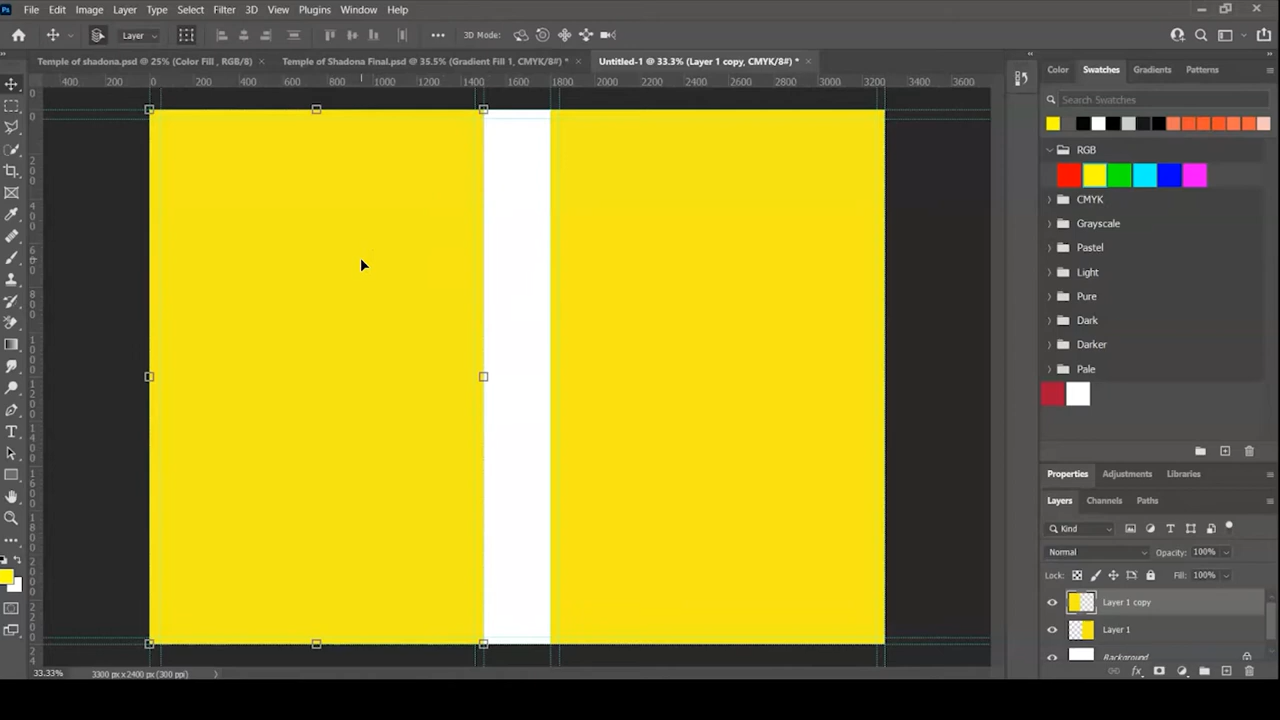 Ps File Edit Image Layer Type Select Filter 3D View Plugins Window Help
Layer 3D Mode:
Temple of shadona.psd @ 25% (Color Fill , RGB/8) × Temple of Shadona Final.psd @ 35.5% (Gradient Fill 1, CMYK/8#) * × Untitled-1 @ 33.3% (Layer 1 copy, CMYK/8#) * ×
400 200 0 200 400 600 800 1000 1200 1400 1600 1800 2000 2200 2400 2600 2800 3000 3200 3400 3600
Color Swatches Gradients Patterns
Search Swatches
RGB
CMYK
Grayscale
Pastel
Light
Pure
Dark
Darker
Pale
Properties Adjustments Libraries
Layers Channels Paths
Kind
Normal Opacity: 100%
Lock: Fill: 100%
Layer 1 copy
Layer 1
Background
fx
33.33% 3300 px x 2400 px (300 ppi)